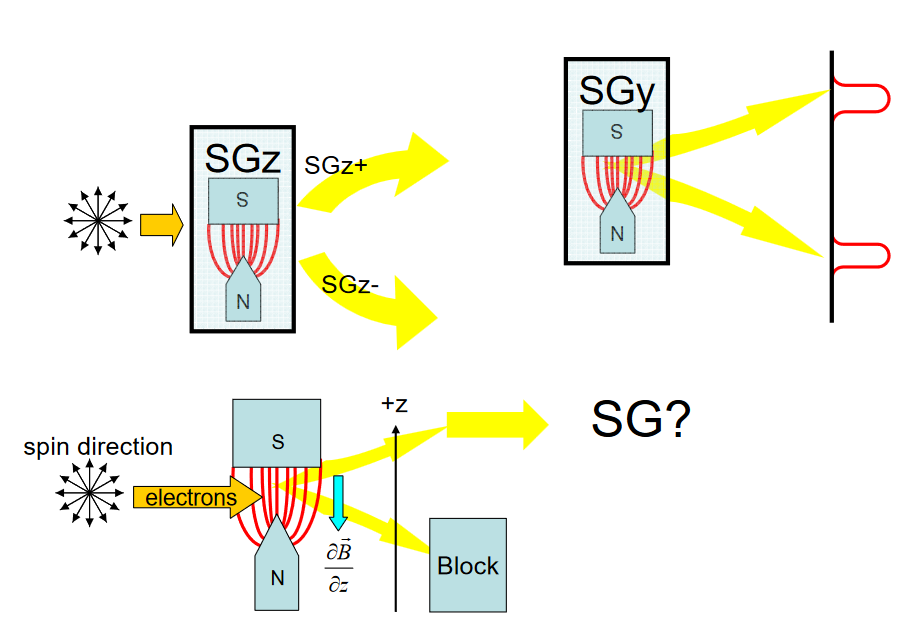 SGz
S
N
SGz+
SGz-
SGy
S
N
spin direction
electrons
S
N
∂B⃗
∂z
+z
Block
SG?